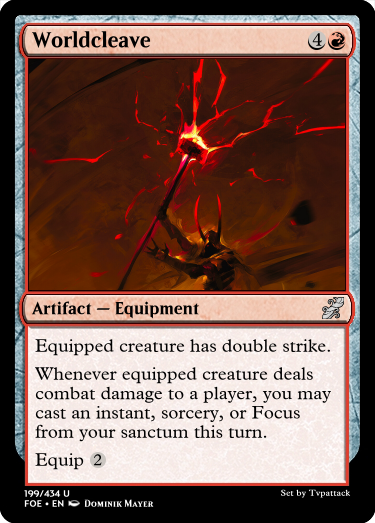 Worldcleave 4
Artifact — Equipment
Equipped creature has double strike.
Whenever equipped creature deals
combat damage to a player, you may
cast an instant, sorcery, or Focus
from your sanctum this turn.
Equip 2
199/434 U
FOE • EN DOMINIK MAYER
Set by Tvpattack